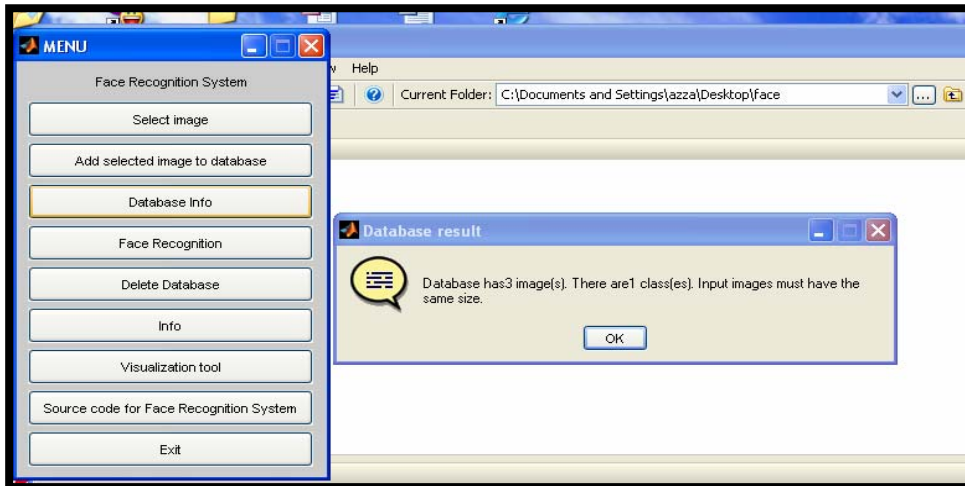 MENU
Face Recognition System
Select image
Add selected image to database
Database Info
Face Recognition
Delete Database
Info
Visualization tool
Source code for Face Recognition System
Exit
Help
Current Folder: C:\Documents and Settings\azza\Desktop\face
...
Database result
Database has3 image(s). There are1 class(es). Input images must have the
same size.
OK